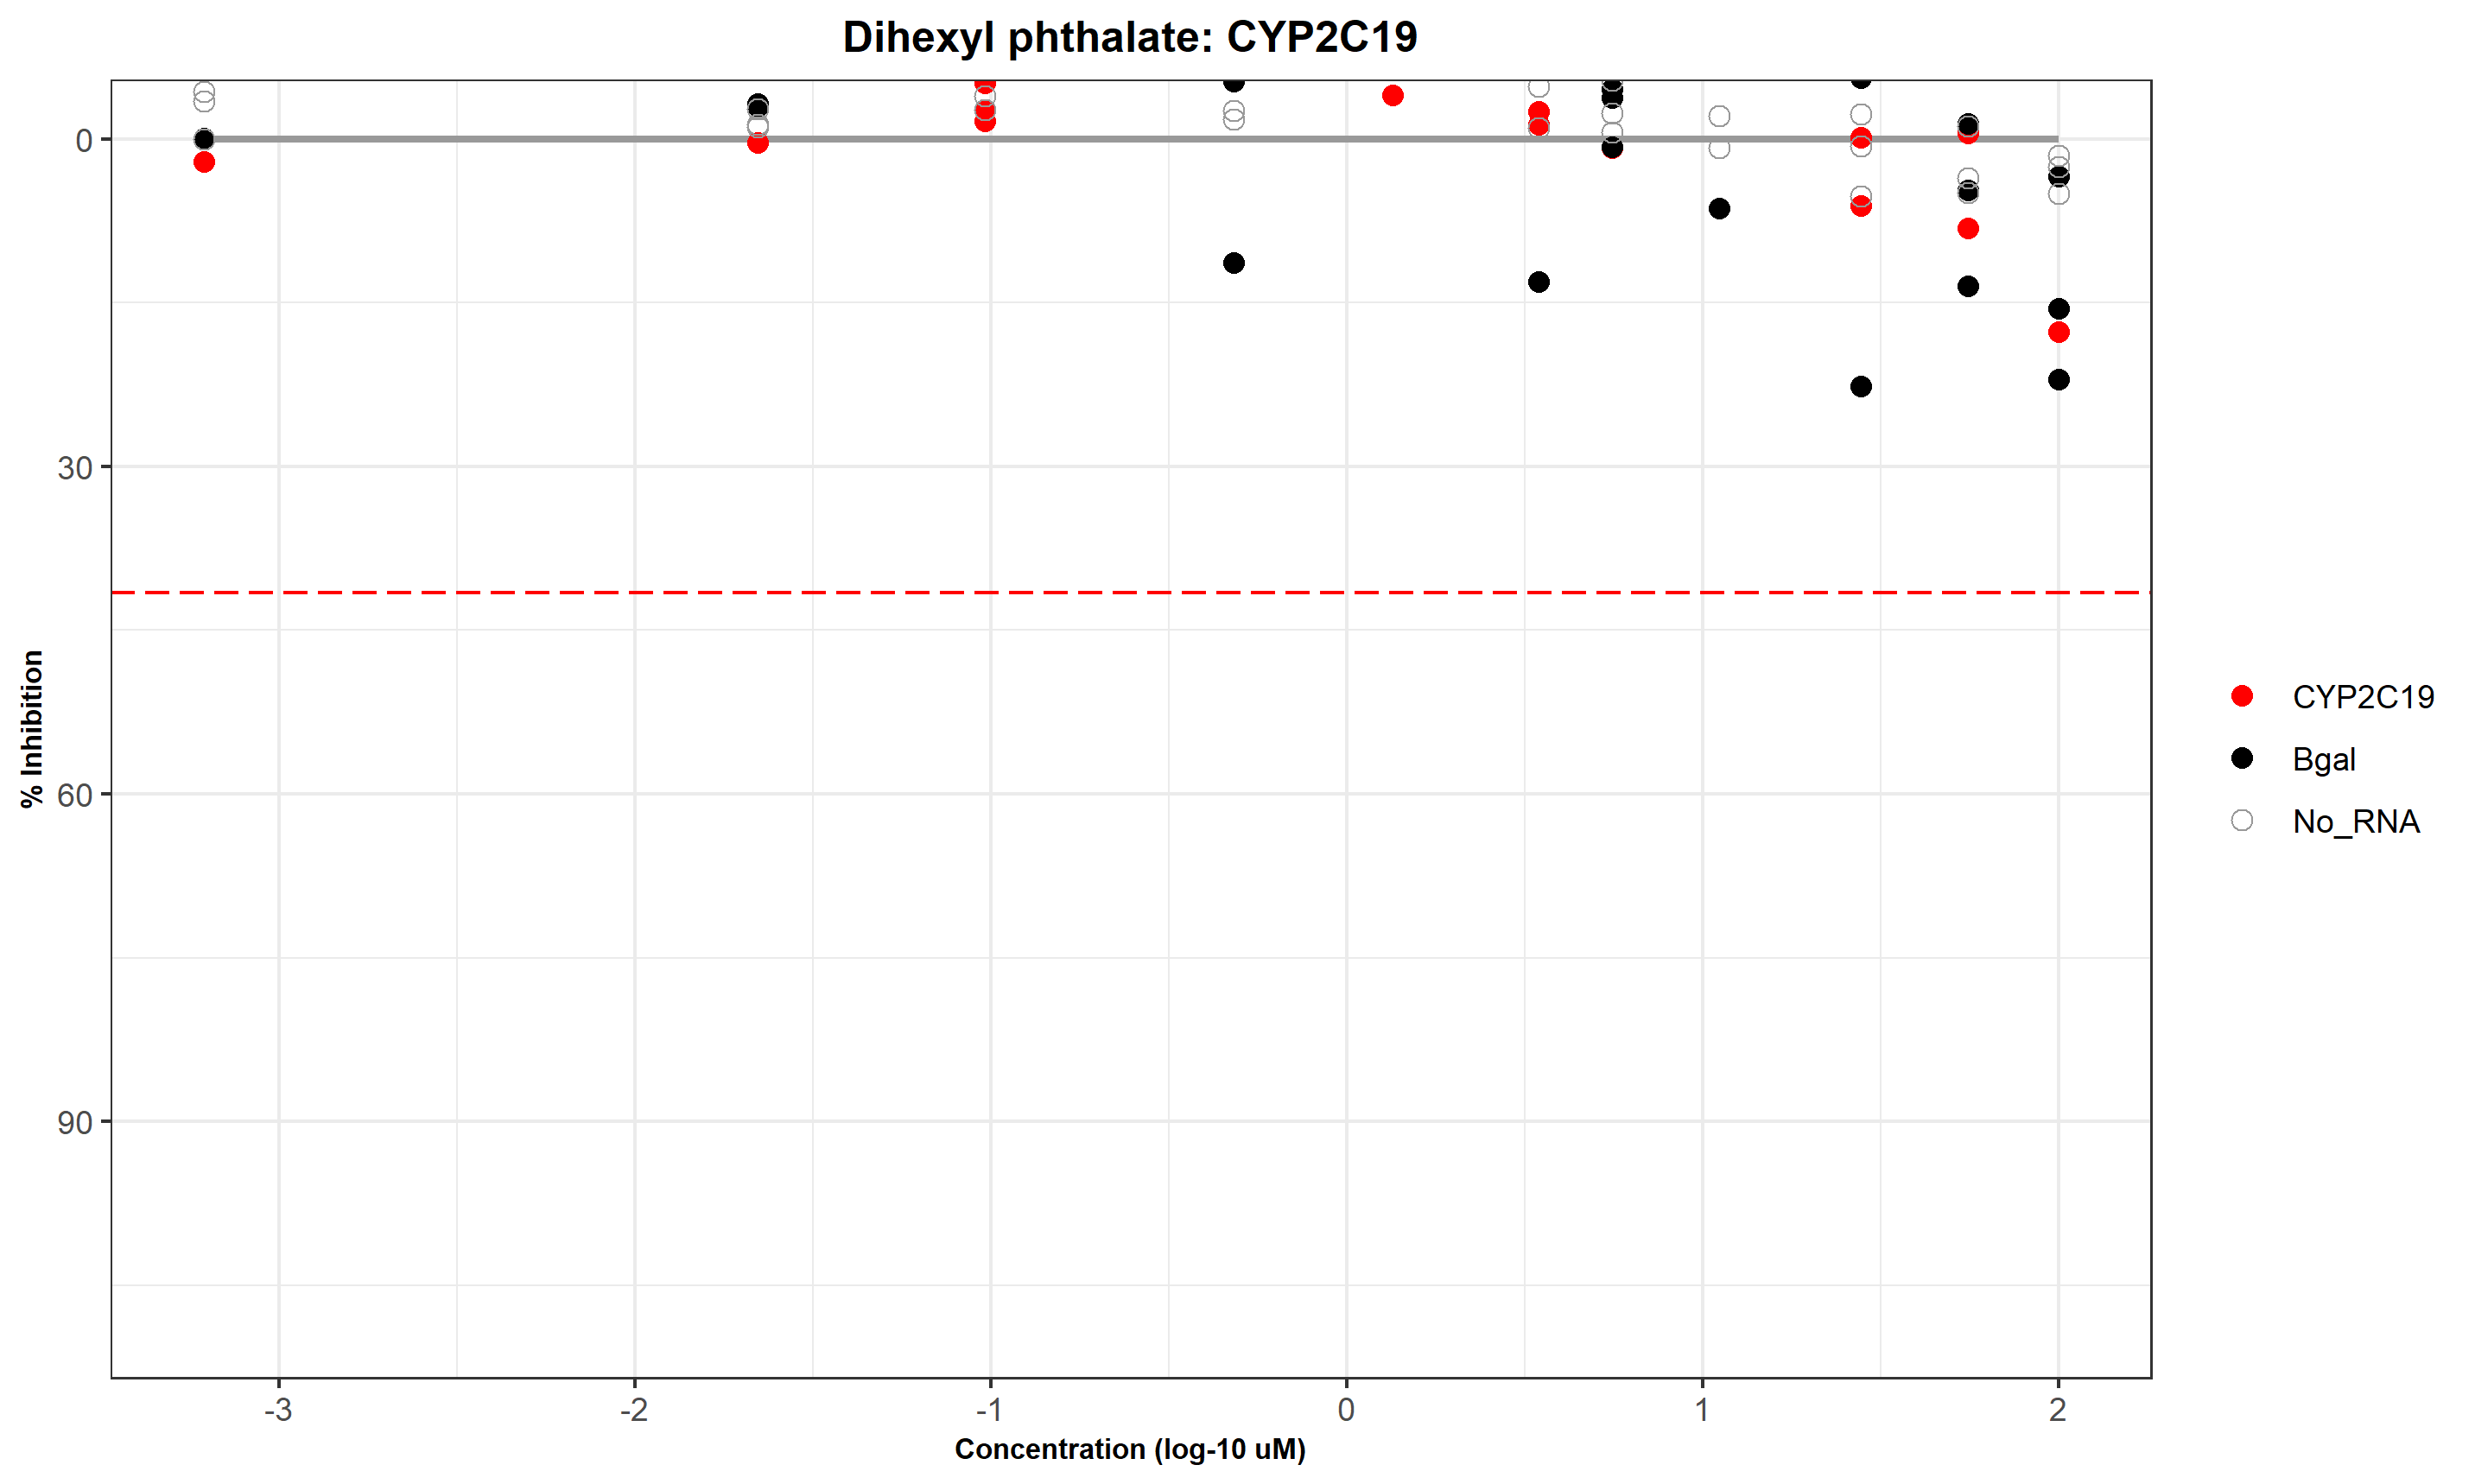 Dihexyl phthalate: CYP2C19
% Inhibition
0
30
60
90
-3
-2
-1
0
1
2
Concentration (log-10 uM)
CYP2C19
Bgal
No_RNA